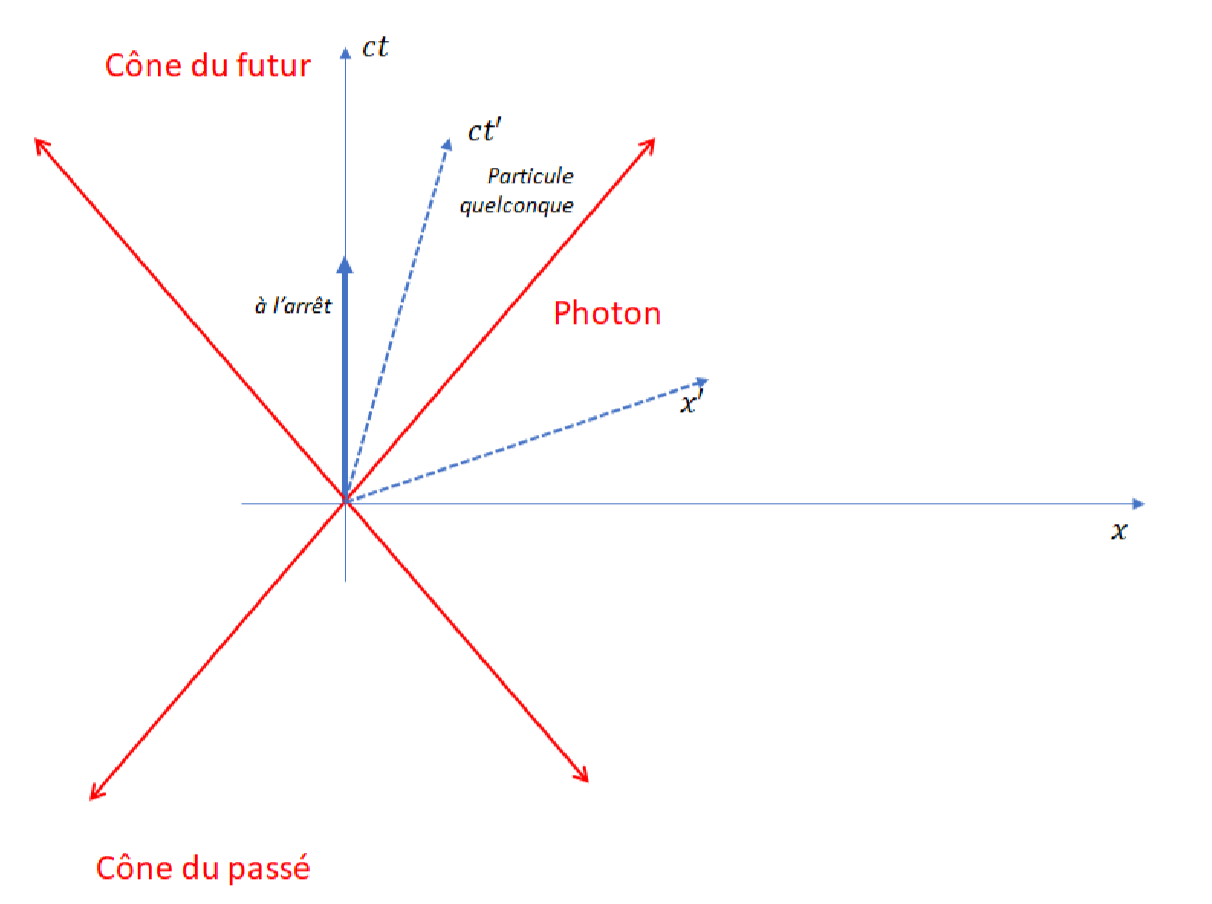 ct
Cône du futur
ct'
Particule
quelconque
à l'arrêt
Photon
x'
x
Cône du passé